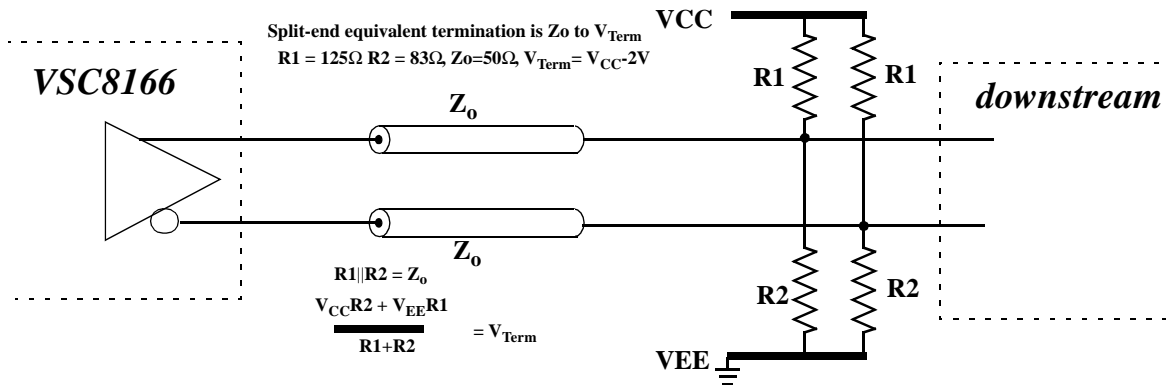 VCC
Split-end equivalent termination is Zo to VTerm
R1 = 125Ω R2 = 83Ω, Zo=50Ω, VTerm= VCC-2V
VSC8166
R1
R1
downstream
Zo
Zo
R1||R2 = Zo
VCCR2 + VEER1
R1+R2
= VTerm
R2
R2
VEE